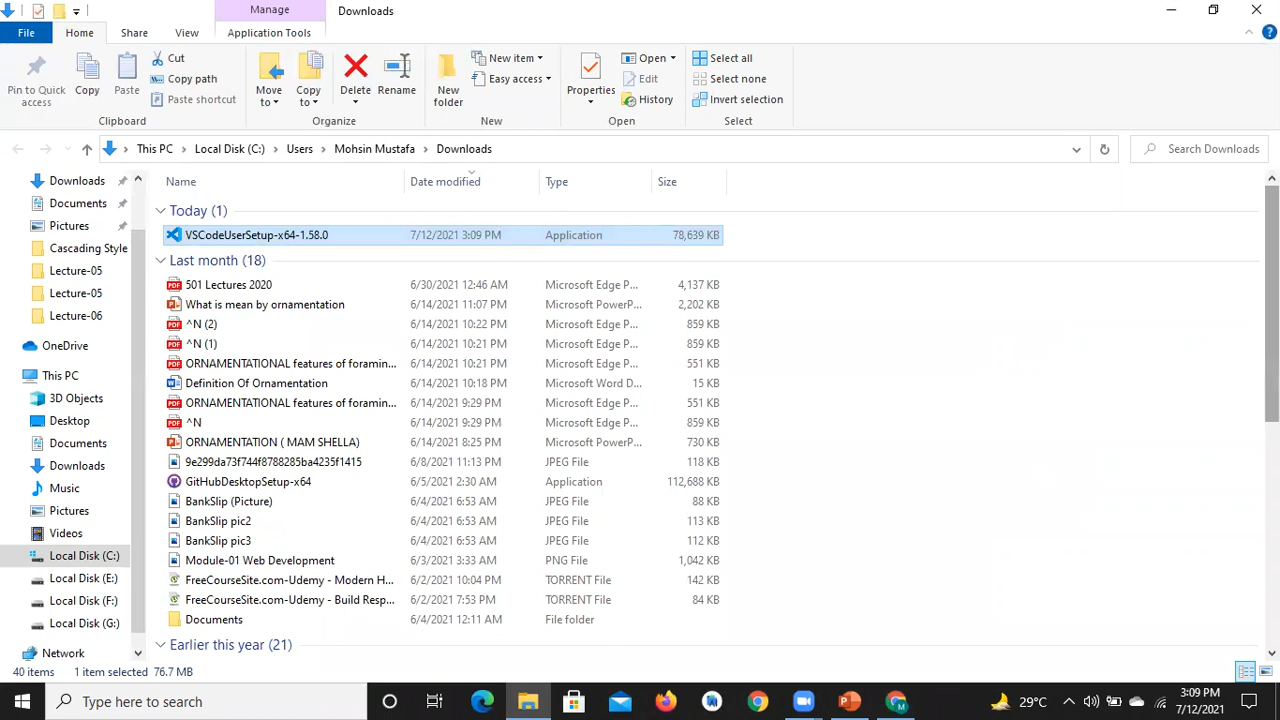 Manage
Downloads
File
Home
Share
View
Application Tools
Pin to Quick access
Copy
Paste
Cut
Copy path
Paste shortcut
Clipboard
Move to
Copy to
Delete
Rename
Organize
New folder
New item
Easy access
New
Properties
Open
Edit
History
Open
Select all
Select none
Invert selection
Select
This PC > Local Disk (C:) > Users > Mohsin Mustafa > Downloads
Search Downloads
Downloads
Documents
Pictures
Cascading Style
Lecture-05
Lecture-05
Lecture-06
OneDrive
This PC
3D Objects
Desktop
Documents
Downloads
Music
Pictures
Videos
Local Disk (C:)
Local Disk (E:)
Local Disk (F:)
Local Disk (G:)
Network
Name Date modified Type Size
Today (1)
VSCodeUserSetup-x64-1.58.0 7/12/2021 3:09 PM Application 78,639 KB
Last month (18)
501 Lectures 2020 6/30/2021 12:46 AM Microsoft Edge P... 4,137 KB
What is mean by ornamentation 6/14/2021 11:07 PM Microsoft PowerP... 2,202 KB
^N (2) 6/14/2021 10:22 PM Microsoft Edge P... 859 KB
^N (1) 6/14/2021 10:21 PM Microsoft Edge P... 859 KB
ORNAMENTATIONAL features of foramin... 6/14/2021 10:21 PM Microsoft Edge P... 551 KB
Definition Of Ornamentation 6/14/2021 10:18 PM Microsoft Word D... 15 KB
ORNAMENTATIONAL features of foramin... 6/14/2021 9:29 PM Microsoft Edge P... 551 KB
^N 6/14/2021 9:29 PM Microsoft Edge P... 859 KB
ORNAMENTATION ( MAM SHELLA) 6/14/2021 8:25 PM Microsoft PowerP... 730 KB
9e299da73f744f8788285ba4235f1415 6/8/2021 11:13 PM JPEG File 118 KB
GitHubDesktopSetup-x64 6/5/2021 2:30 AM Application 112,688 KB
BankSlip (Picture) 6/4/2021 6:53 AM JPEG File 88 KB
BankSlip pic2 6/4/2021 6:53 AM JPEG File 113 KB
BankSlip pic3 6/4/2021 6:53 AM JPEG File 112 KB
Module-01 Web Development 6/3/2021 3:33 AM PNG File 1,042 KB
FreeCourseSite.com-Udemy - Modern H... 6/2/2021 10:04 PM TORRENT File 142 KB
FreeCourseSite.com-Udemy - Build Resp... 6/2/2021 7:53 PM TORRENT File 84 KB
Documents 6/4/2021 12:11 AM File folder
Earlier this year (21)
40 items 1 item selected 76.7 MB
Type here to search
29°C
3:09 PM
7/12/2021